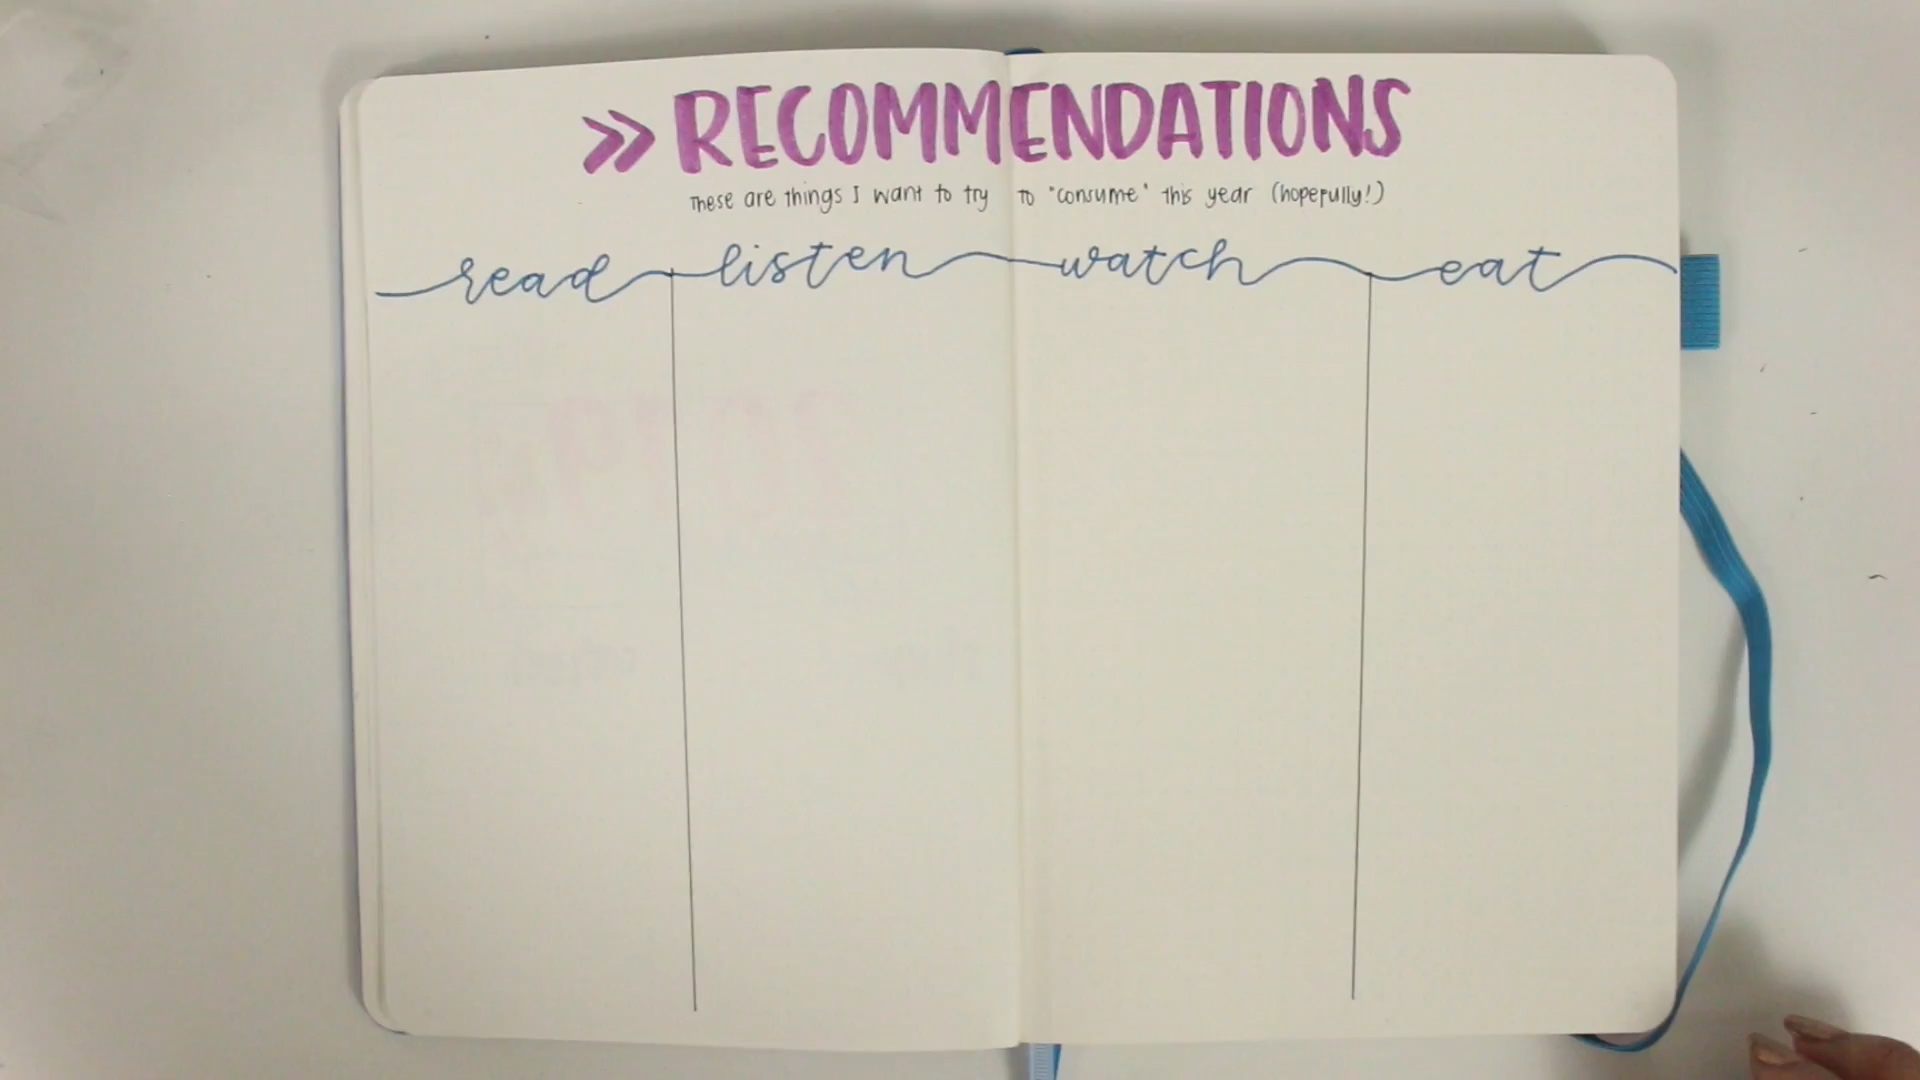 >> RECOMMENDATIONS
These are things I want to try to "consume" this year (hopefully!)
read listen watch eat